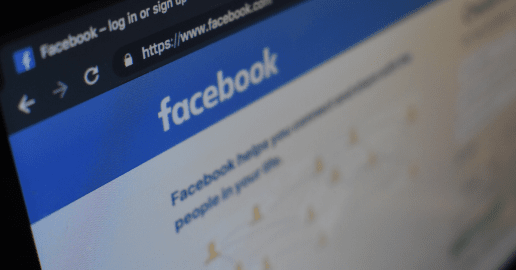 Facebook – log in or sign up
https://www.facebook.com
facebook
Facebook helps you connect and share with the
people in your life.